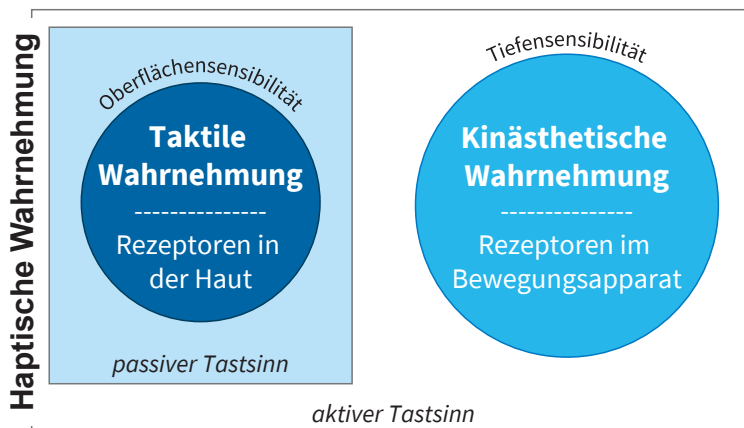 Haptische Wahrnehmung
Oberflächensensibilität
Taktile
Wahrnehmung
---------------
Rezeptoren in
der Haut
passiver Tastsinn
Tiefensensibilität
Kinästhetische
Wahrnehmung
---------------
Rezeptoren im
Bewegungsapparat
aktiver Tastsinn